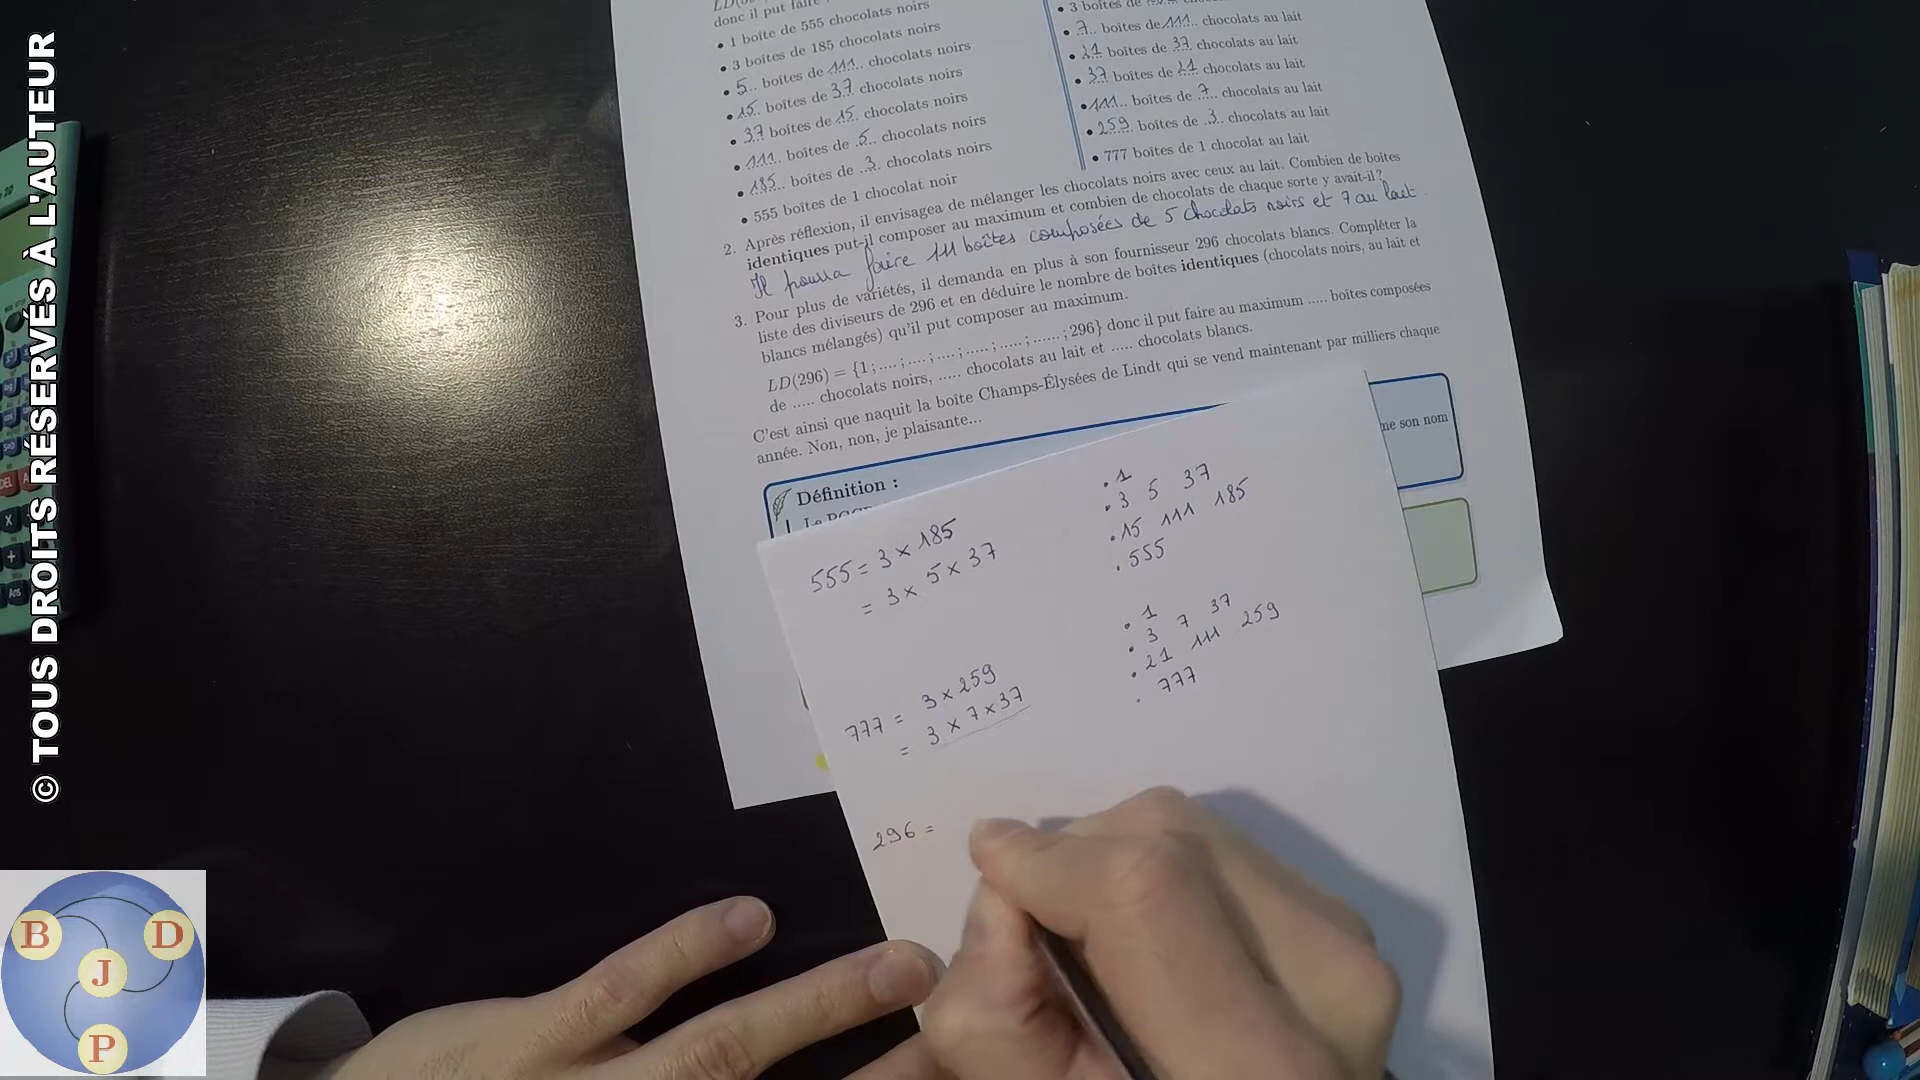 © TOUS DROITS RÉSERVÉS À L'AUTEUR
donc il put faire
• 1 boîte de 555 chocolats noirs
• 3 boîtes de 185 chocolats noirs
• 5 boîtes de 111 chocolats noirs
• 15 boîtes de 37 chocolats noirs
• 37 boîtes de 15 chocolats noirs
• 111 boîtes de 5 chocolats noirs
• 185 boîtes de 3 chocolats noirs
• 555 boîtes de 1 chocolat noir
• 3 boîtes de
• 7 boîtes de 111 chocolats au lait
• 21 boîtes de 37 chocolats au lait
• 37 boîtes de 21 chocolats au lait
• 111 boîtes de 7 chocolats au lait
• 259 boîtes de 3 chocolats au lait
• 777 boîtes de 1 chocolat au lait
2. Après réflexion, il envisagea de mélanger les chocolats noirs avec ceux au lait. Combien de boîtes
identiques put-il composer au maximum et combien de chocolats de chaque sorte y avait-il ?
Il pourra faire 111 boîtes composées de 5 chocolats noirs et 7 au lait
3. Pour plus de variétés, il demanda en plus à son fournisseur 296 chocolats blancs. Compléter la
liste des diviseurs de 296 et en déduire le nombre de boîtes identiques (chocolats noirs, au lait et
blancs mélangés) qu'il put composer au maximum.
LD(296) = {1 ; .... ; .... ; .... ; ..... ; ..... ; ..... ; 296} donc il put faire au maximum ..... boîtes composées
de ..... chocolats noirs, ..... chocolats au lait et ..... chocolats blancs.
C'est ainsi que naquit la boîte Champs-Élysées de Lindt qui se vend maintenant par milliers chaque
année. Non, non, je plaisante...
Définition :
ne son nom
555 = 3 × 185
= 3 × 5 × 37
. 1
. 3 5 37
. 15 111 185
. 555
777 = 3 × 259
= 3 × 7 × 37
. 1
. 3 7 37
. 21 111 259
. 777
296 =
DEL
Ans
B D
J
P